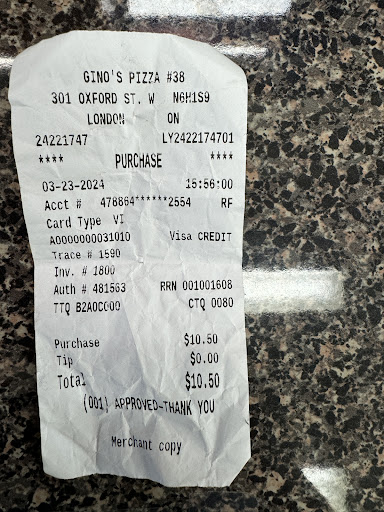 GINO'S PIZZA #38
301 OXFORD ST. W N6H1S9
LONDON ON
24221747 LY2422174701
**** PURCHASE ****
03-23-2024 15:56:00
Acct # 478864******2554 RF
Card Type VI
A0000000031010 Visa CREDIT
Trace # 1590
Inv. # 1800
Auth # 481563 RRN 001001608
TTQ B2A0C000 CTQ 0080
Purchase $10.50
Tip $0.00
Total $10.50
(001) APPROVED-THANK YOU
Merchant copy